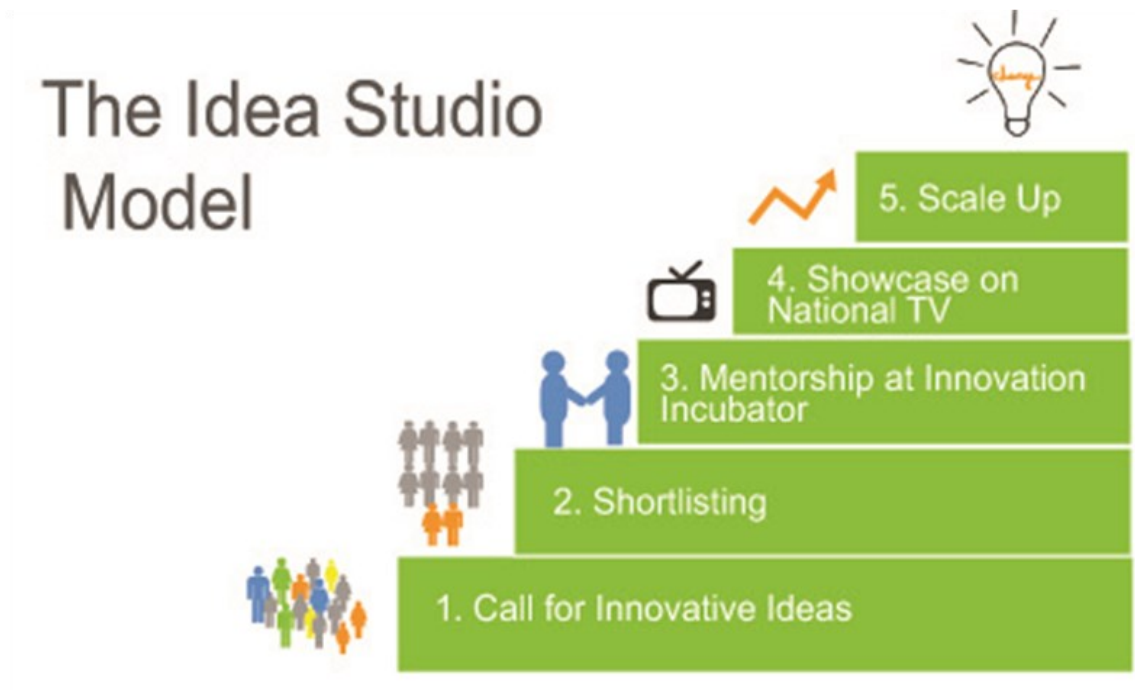 The Idea Studio
Model
change
5. Scale Up
4. Showcase on
National TV
3. Mentorship at Innovation
Incubator
2. Shortlisting
1. Call for Innovative Ideas